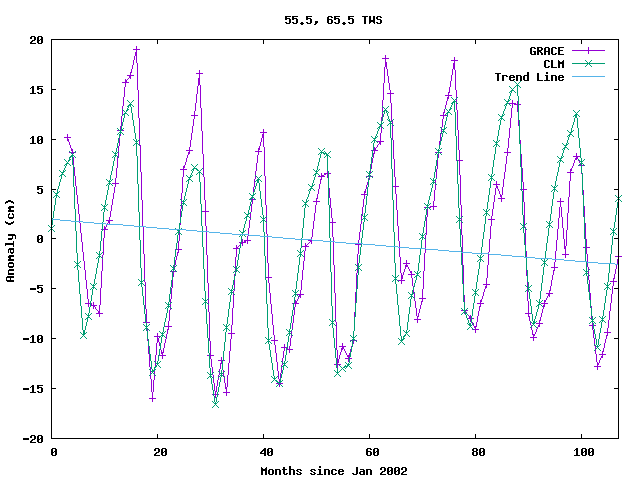 55.5, 65.5 TWS
GRACE
CLM
Trend Line
20
15
10
5
0
-5
-10
-15
-20
Anomaly (cm)
0 20 40 60 80 100
Months since Jan 2002